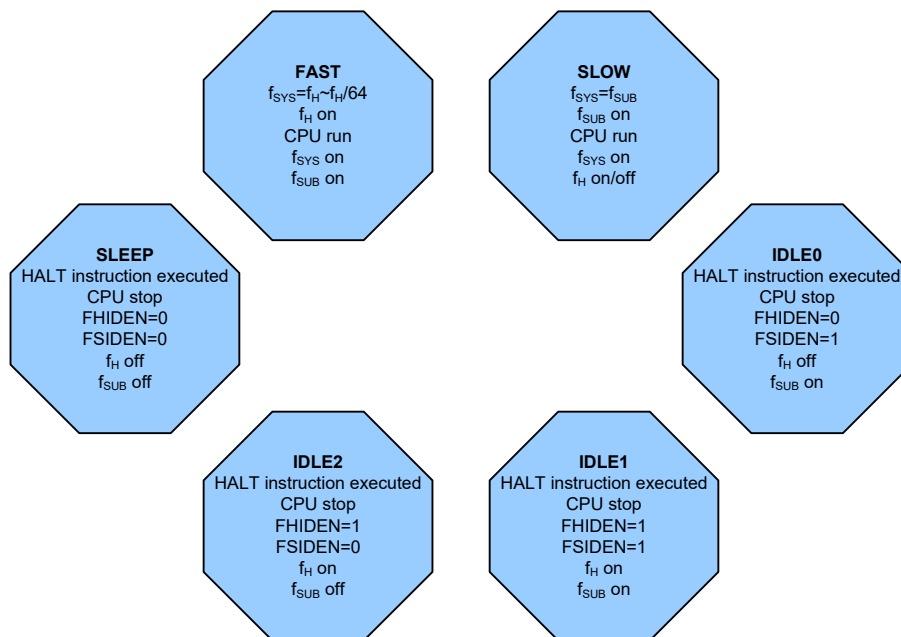 FAST
fSYS=fH~fH/64
fH on
CPU run
fSYS on
fSUB on
SLOW
fSYS=fSUB
fSUB on
CPU run
fSYS on
fH on/off
SLEEP
HALT instruction executed
CPU stop
FHIDEN=0
FSIDEN=0
fH off
fSUB off
IDLE0
HALT instruction executed
CPU stop
FHIDEN=0
FSIDEN=1
fH off
fSUB on
IDLE2
HALT instruction executed
CPU stop
FHIDEN=1
FSIDEN=0
fH on
fSUB off
IDLE1
HALT instruction executed
CPU stop
FHIDEN=1
FSIDEN=1
fH on
fSUB on